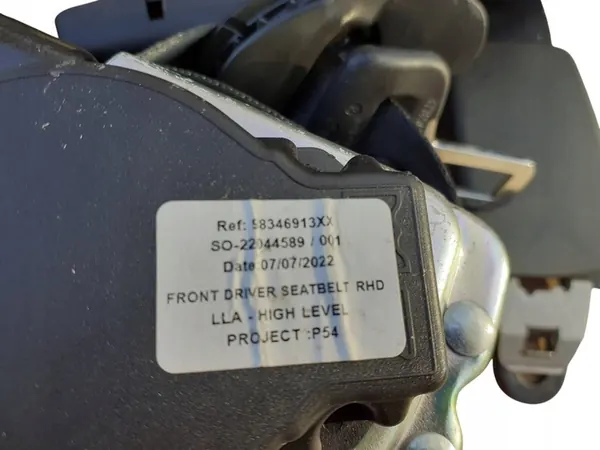 Ref: 98346913XX
SO-22044589 / 001
Date:07/07/2022
FRONT DRIVER SEATBELT RHD
LLA - HIGH LEVEL
PROJECT :P54